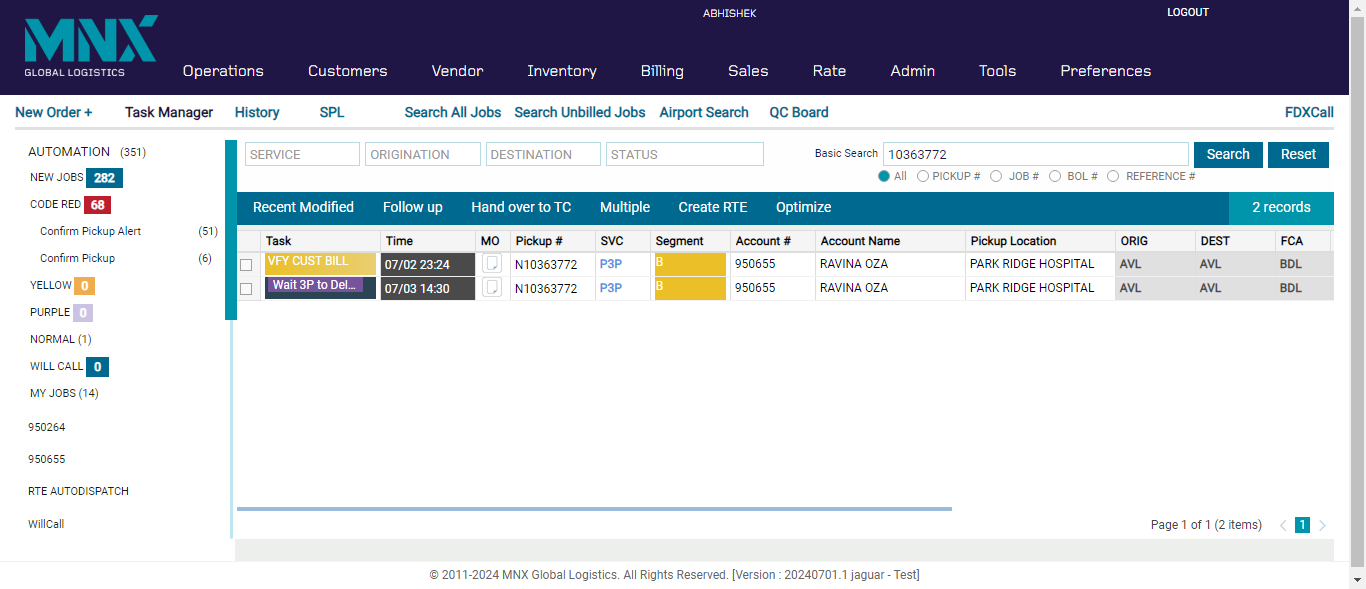 MNX
GLOBAL LOGISTICS
ABHISHEK
LOGOUT
Operations Customers Vendor Inventory Billing Sales Rate Admin Tools Preferences
New Order + Task Manager History SPL Search All Jobs Search Unbilled Jobs Airport Search QC Board FDXCall
AUTOMATION (351)
NEW JOBS 282
CODE RED 68
Confirm Pickup Alert (51)
Confirm Pickup (6)
YELLOW 0
PURPLE 0
NORMAL (1)
WILL CALL 0
MY JOBS (14)
950264
950655
RTE AUTODISPATCH
WillCall
SERVICE ORIGINATION DESTINATION STATUS Basic Search 10363772 Search Reset
All PICKUP # JOB # BOL # REFERENCE #
Recent Modified Follow up Hand over to TC Multiple Create RTE Optimize 2 records
Task Time MO Pickup # SVC Segment Account # Account Name Pickup Location ORIG DEST FCA
VFY CUST BILL 07/02 23:24 N10363772 P3P B 950655 RAVINA OZA PARK RIDGE HOSPITAL AVL AVL BDL
Wait 3P to Del... 07/03 14:30 N10363772 P3P B 950655 RAVINA OZA PARK RIDGE HOSPITAL AVL AVL BDL
Page 1 of 1 (2 items) 1
© 2011-2024 MNX Global Logistics. All Rights Reserved. [Version : 20240701.1 jaguar - Test]